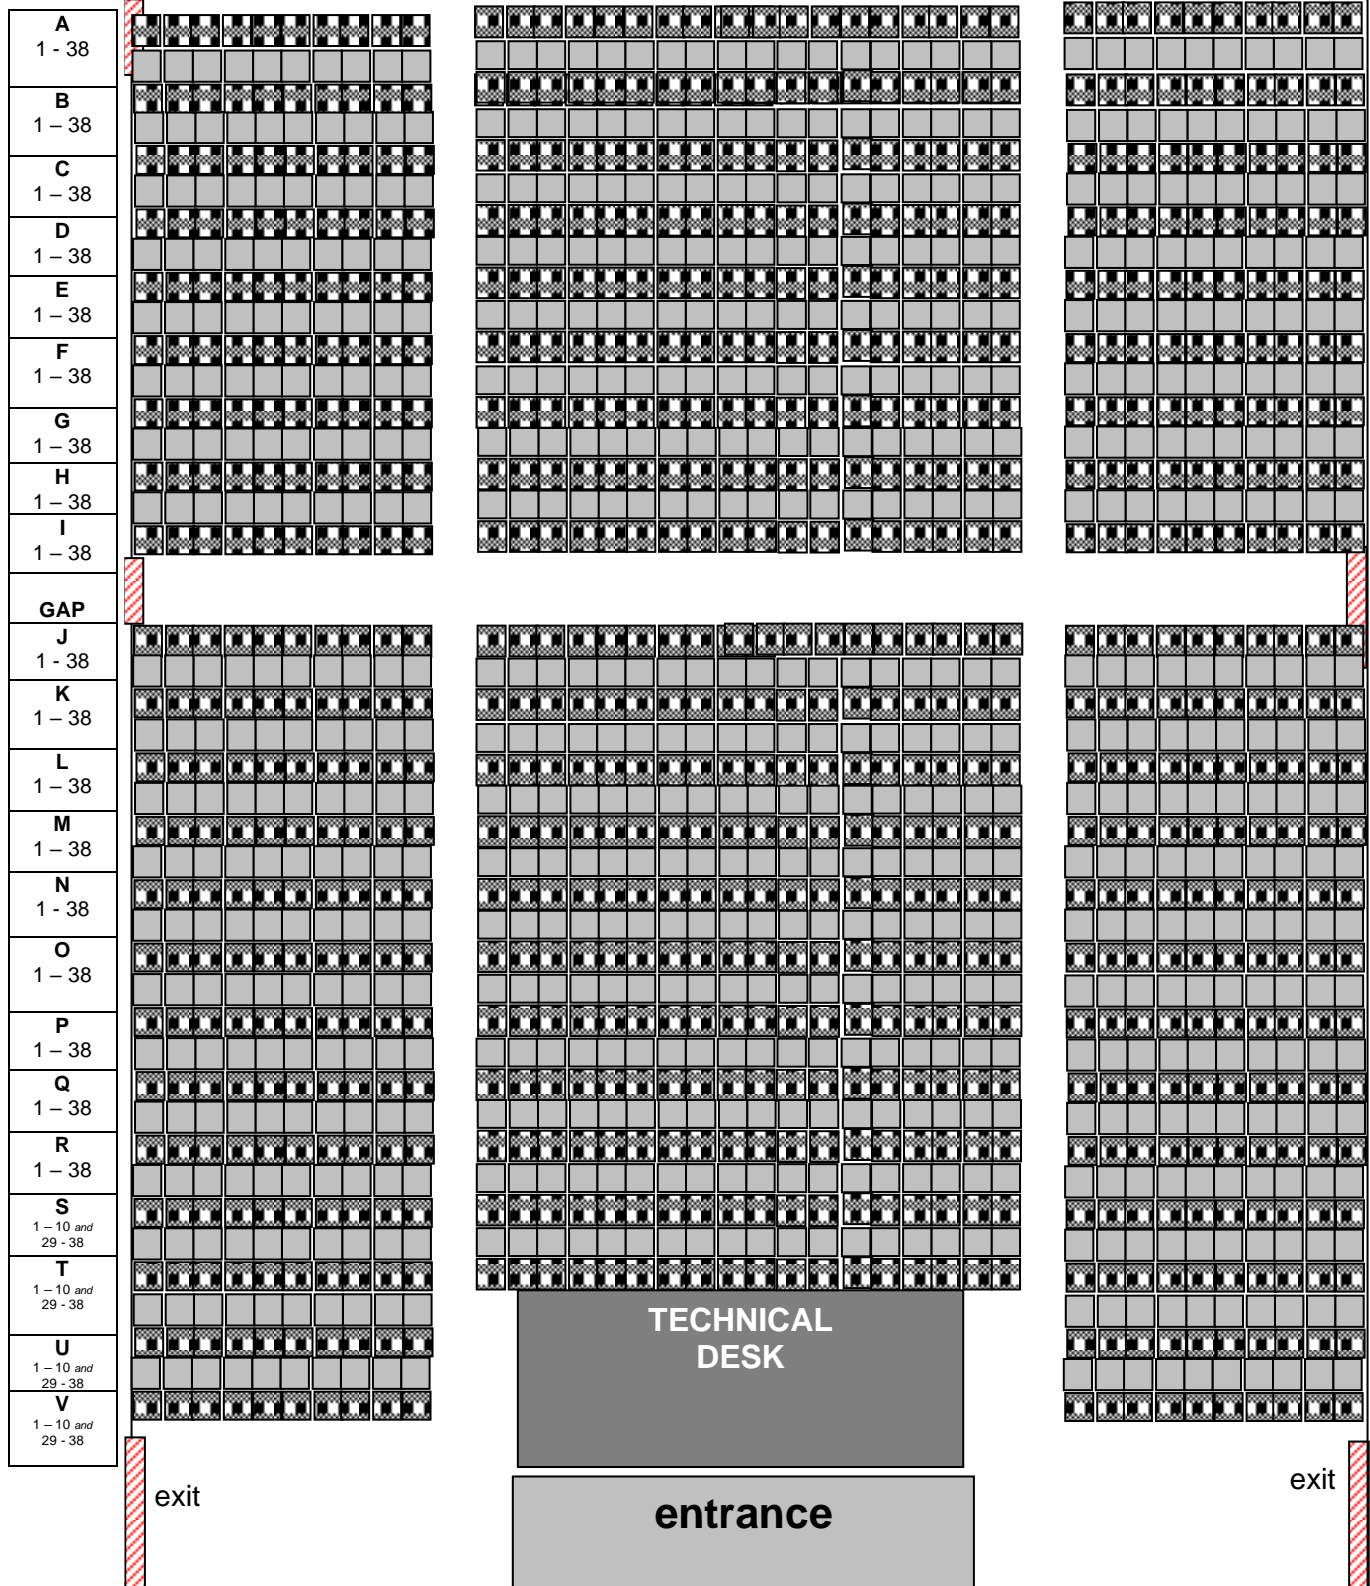 A
1 - 38
B
1 – 38
C
1 – 38
D
1 – 38
E
1 – 38
F
1 – 38
G
1 – 38
H
1 – 38
I
1 – 38
GAP
J
1 - 38
K
1 – 38
L
1 – 38
M
1 – 38
N
1 - 38
O
1 – 38
P
1 – 38
Q
1 – 38
R
1 – 38
S
1 – 10 and
29 - 38
T
1 – 10 and
29 - 38
U
1 – 10 and
29 - 38
V
1 – 10 and
29 - 38
TECHNICAL
DESK
exit
entrance
exit